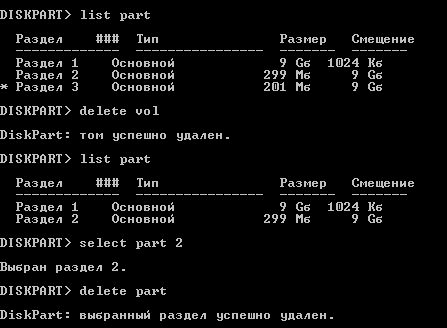 DISKPART> list part
Раздел ### Тип Размер Смещение
------------- ---------------- ------- -------
Раздел 1 Основной 9 Gб 1024 Kб
Раздел 2 Основной 299 Mб 9 Gб
* Раздел 3 Основной 201 Mб 9 Gб
DISKPART> delete vol
DiskPart: том успешно удален.
DISKPART> list part
Раздел ### Тип Размер Смещение
------------- ---------------- ------- -------
Раздел 1 Основной 9 Gб 1024 Kб
Раздел 2 Основной 299 Mб 9 Gб
DISKPART> select part 2
Выбран раздел 2.
DISKPART> delete part
DiskPart: выбранный раздел успешно удален.